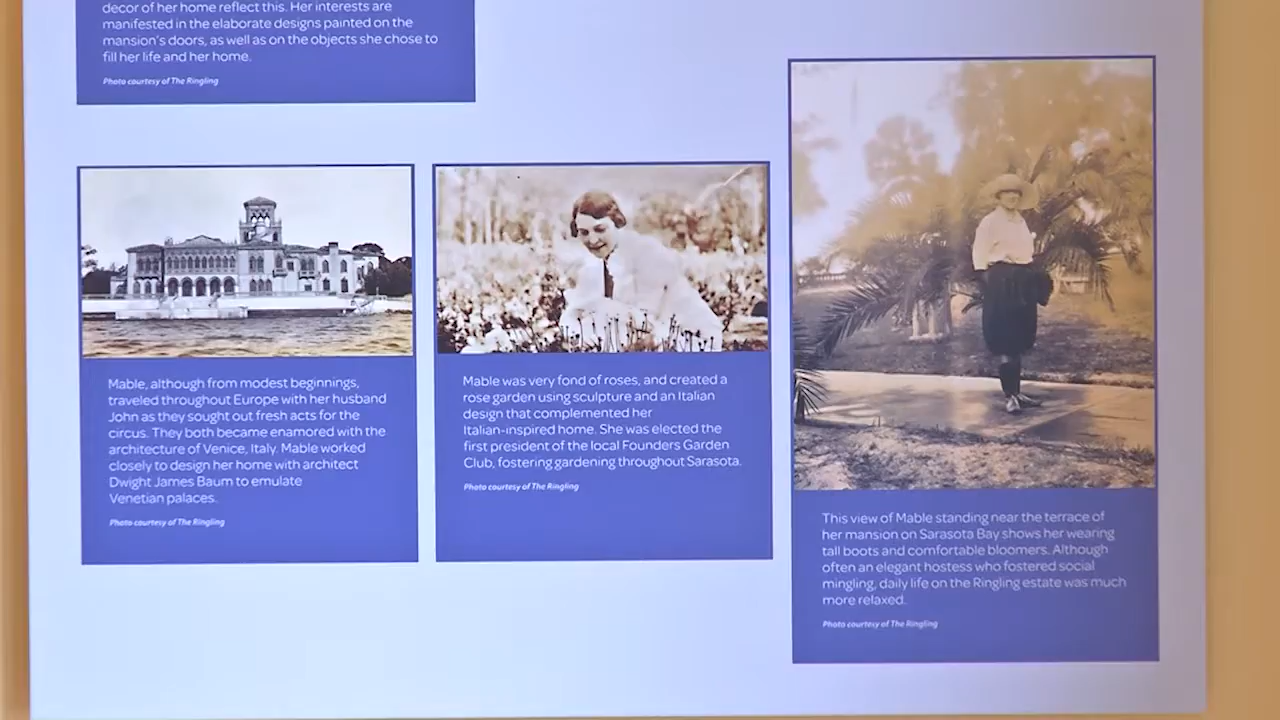 decor of her home reflect this. Her interests are
manifested in the elaborate designs painted on the
mansion's doors, as well as on the objects she chose to
fill her life and her home.
Photo courtesy of The Ringling
Mable, although from modest beginnings,
traveled throughout Europe with her husband
John as they sought out fresh acts for the
circus. They both became enamored with the
architecture of Venice, Italy. Mable worked
closely to design her home with architect
Dwight James Baum to emulate
Venetian palaces.
Photo courtesy of The Ringling
Mable was very fond of roses, and created a
rose garden using sculpture and an Italian
design that complemented her
Italian-inspired home. She was elected the
first president of the local Founders Garden
Club, fostering gardening throughout Sarasota.
Photo courtesy of The Ringling
This view of Mable standing near the terrace of
her mansion on Sarasota Bay shows her wearing
tall boots and comfortable bloomers. Although
often an elegant hostess who fostered social
mingling, daily life on the Ringling estate was much
more relaxed.
Photo courtesy of The Ringling